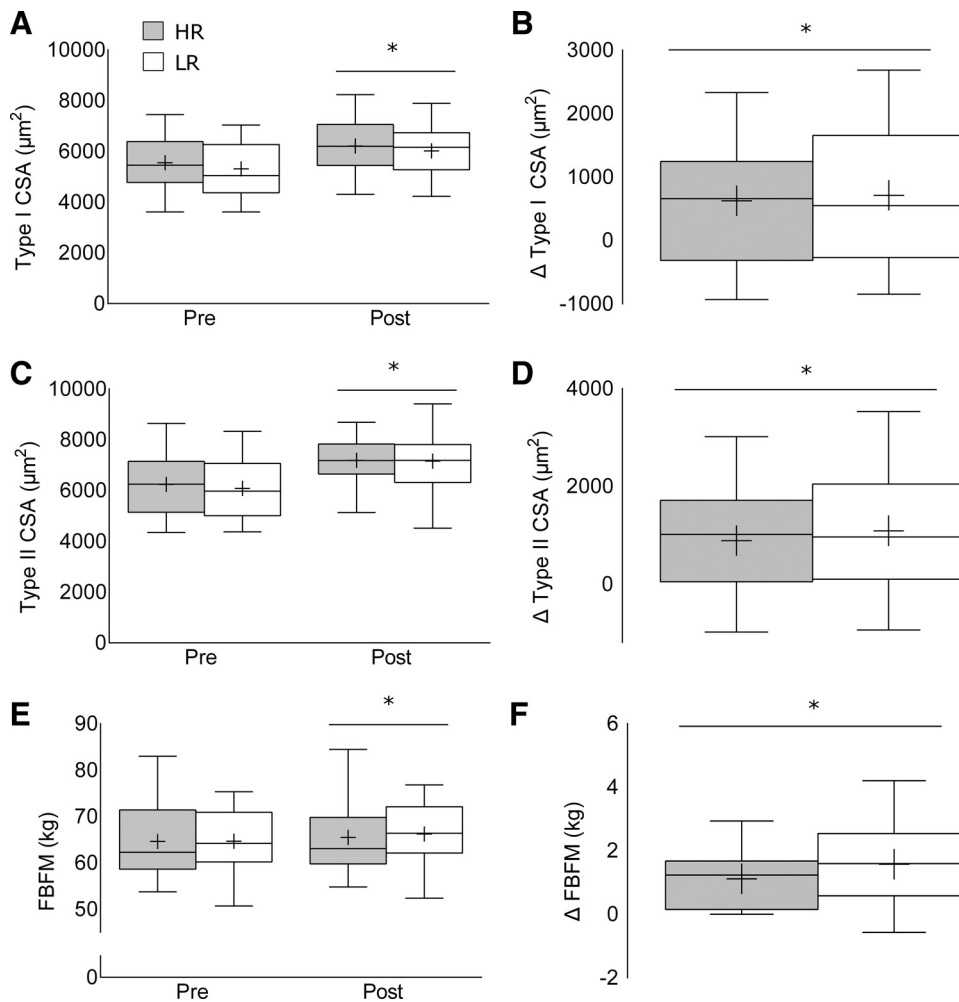 A
HR
LR
*
10000
8000
6000
4000
2000
0
Type I CSA (µm²)
Pre
Post
B
*
3000
2000
1000
0
-1000
Δ Type I CSA (µm²)
C
*
10000
8000
6000
4000
2000
0
Type II CSA (µm²)
Pre
Post
D
*
4000
2000
0
Δ Type II CSA (µm²)
E
*
90
80
70
60
50
0
FBFM (kg)
Pre
Post
F
*
6
4
2
0
-2
Δ FBFM (kg)